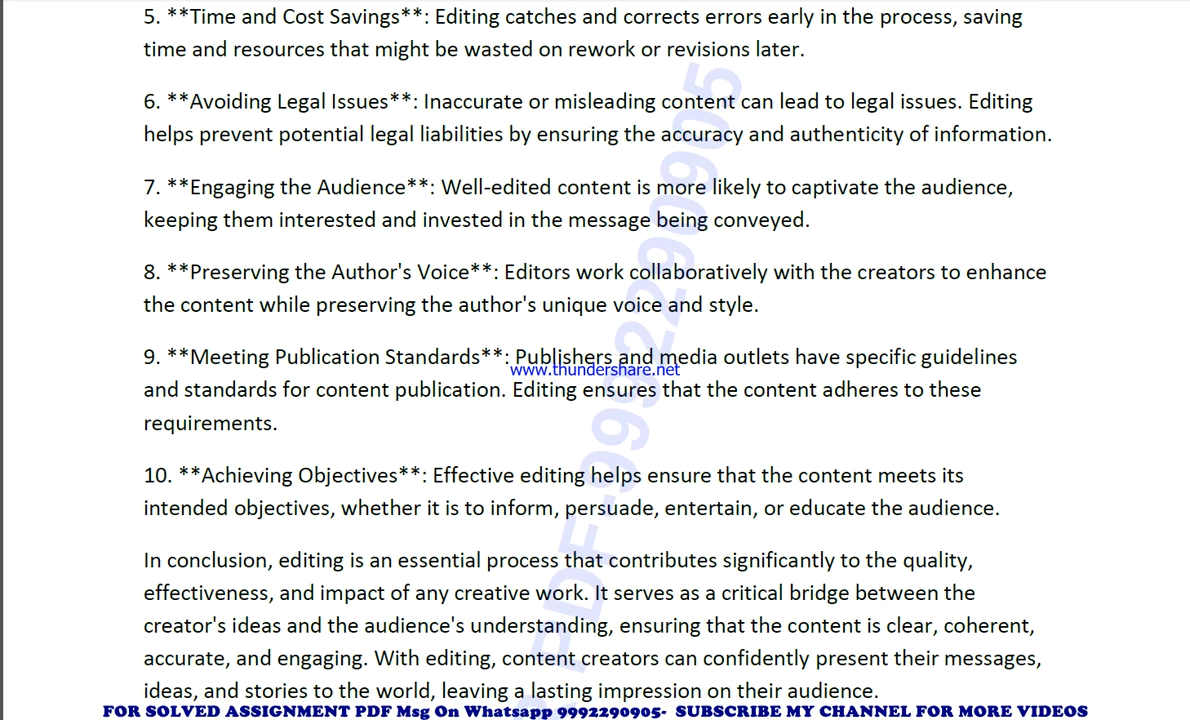 5. **Time and Cost Savings**: Editing catches and corrects errors early in the process, saving
time and resources that might be wasted on rework or revisions later.
6. **Avoiding Legal Issues**: Inaccurate or misleading content can lead to legal issues. Editing
helps prevent potential legal liabilities by ensuring the accuracy and authenticity of information.
7. **Engaging the Audience**: Well-edited content is more likely to captivate the audience,
keeping them interested and invested in the message being conveyed.
8. **Preserving the Author's Voice**: Editors work collaboratively with the creators to enhance
the content while preserving the author's unique voice and style.
9. **Meeting Publication Standards**: Publishers and media outlets have specific guidelines
www.thundershare.net
and standards for content publication. Editing ensures that the content adheres to these
requirements.
10. **Achieving Objectives**: Effective editing helps ensure that the content meets its
intended objectives, whether it is to inform, persuade, entertain, or educate the audience.
In conclusion, editing is an essential process that contributes significantly to the quality,
effectiveness, and impact of any creative work. It serves as a critical bridge between the
creator's ideas and the audience's understanding, ensuring that the content is clear, coherent,
accurate, and engaging. With editing, content creators can confidently present their messages,
ideas, and stories to the world, leaving a lasting impression on their audience.
PDF-9992290905
FOR SOLVED ASSIGNMENT PDF Msg On Whatsapp 9992290905- SUBSCRIBE MY CHANNEL FOR MORE VIDEOS